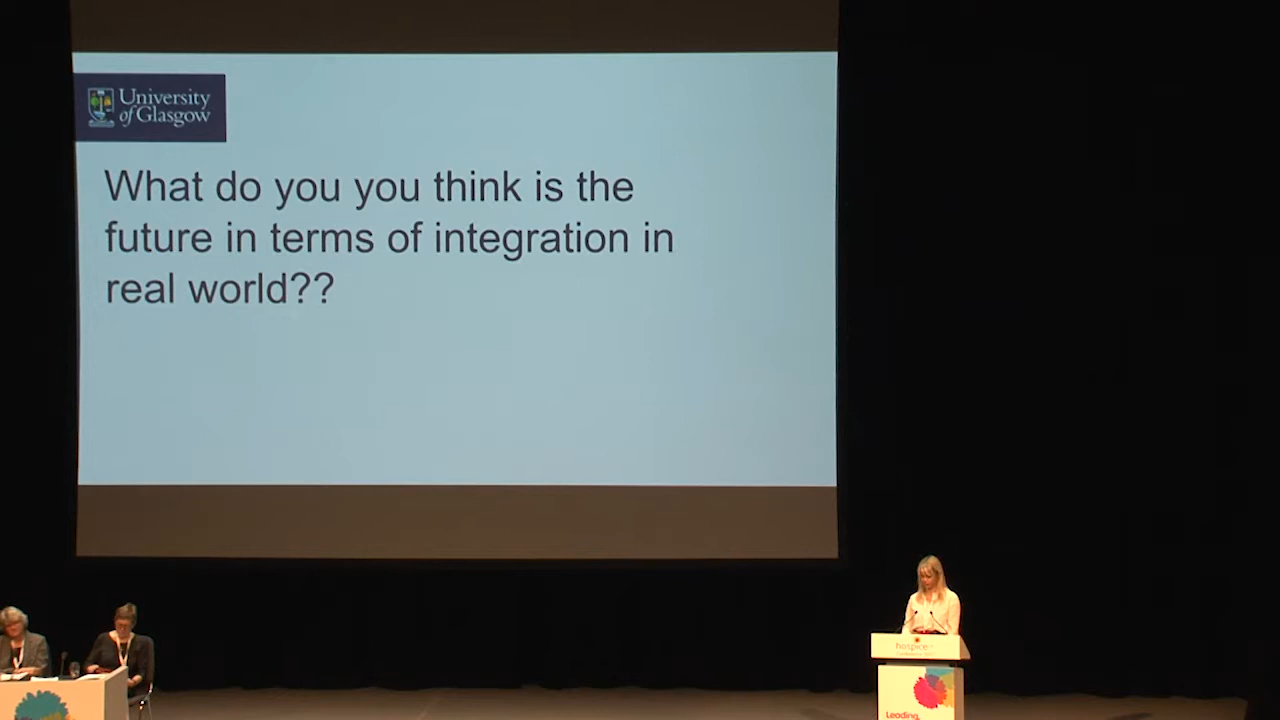 University
of Glasgow
What do you you think is the
future in terms of integration in
real world??
hospice
Leading